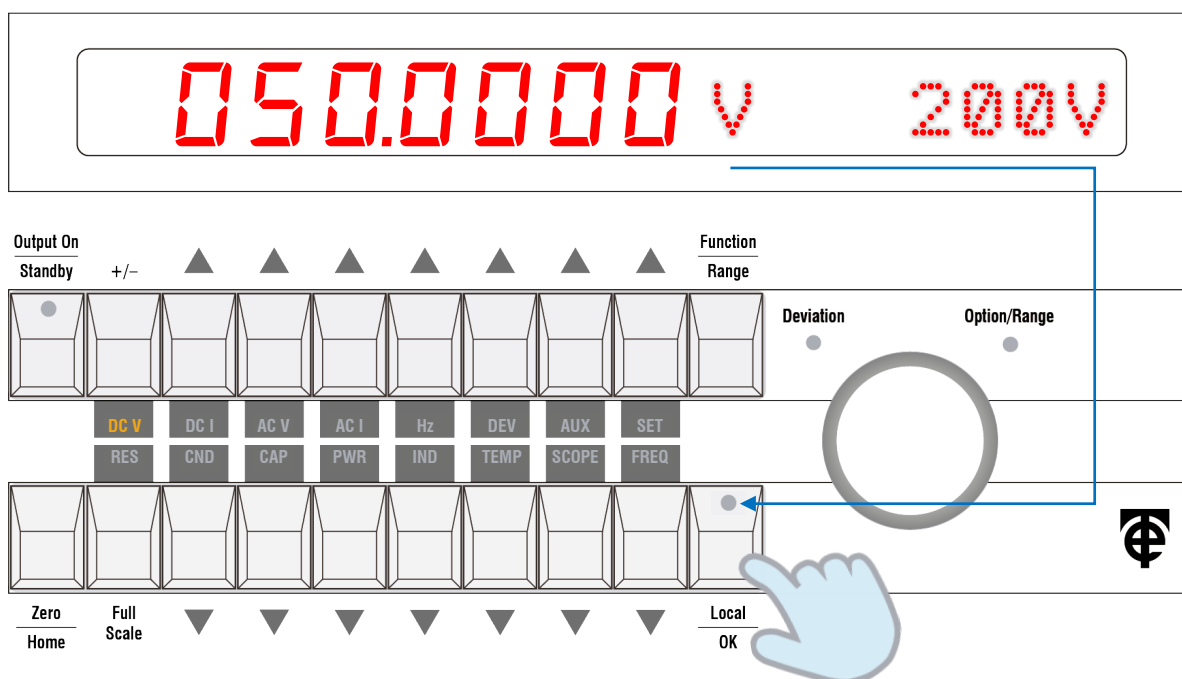 050.0000 V 200V
Output On
Standby
+/−
Function
Range
Deviation
Option/Range
DC V DC I AC V AC I Hz DEV AUX SET
RES CND CAP PWR IND TEMP SCOPE FREQ
Zero
Home
Full
Scale
Local
OK